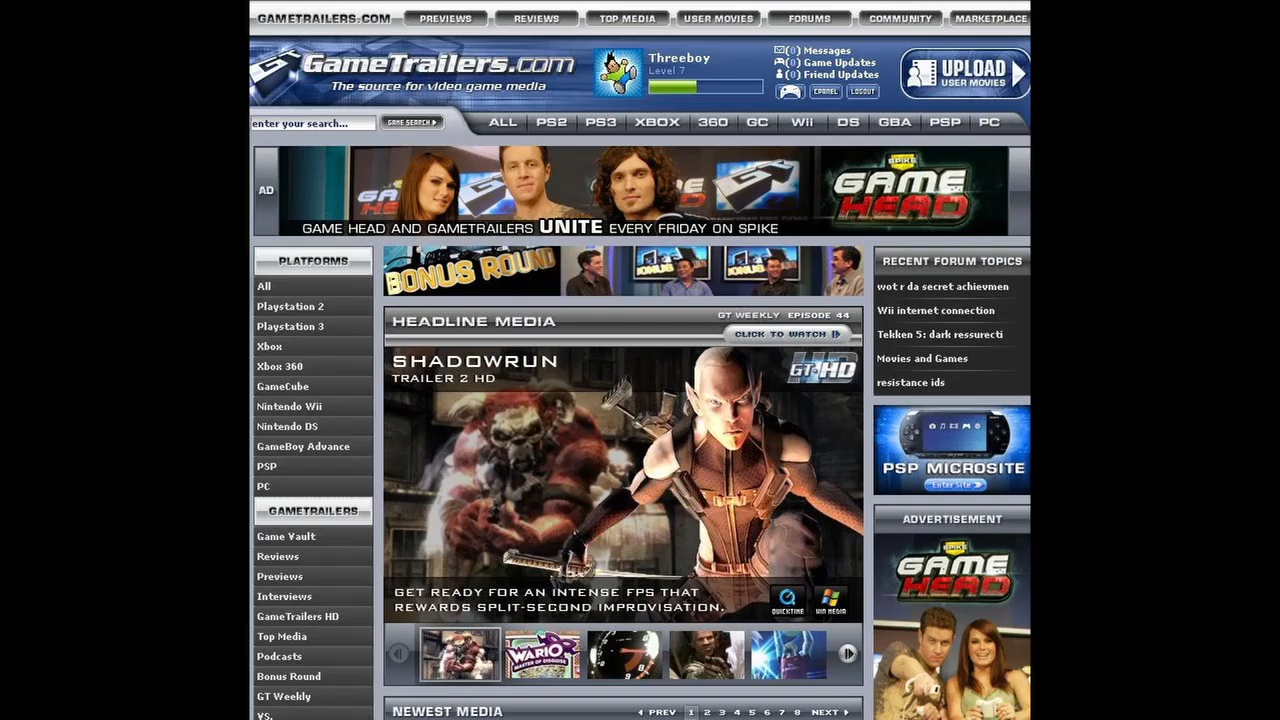 GAMETRAILERS.COM
PREVIEWS
REVIEWS
TOP MEDIA
USER MOVIES
FORUMS
COMMUNITY
MARKETPLACE
GT
GameTrailers.com
The source for video game media
Threeboy
Level 7
(0) Messages
(0) Game Updates
(0) Friend Updates
CPANEL
LOGOUT
UPLOAD
USER MOVIES
enter your search...
GAME SEARCH
ALL
PS2
PS3
XBOX
360
GC
Wii
DS
GBA
PSP
PC
AD
GT
SPIKE
GAME
HEAD
GAME HEAD AND GAMETRAILERS UNITE EVERY FRIDAY ON SPIKE
PLATFORMS
All
Playstation 2
Playstation 3
Xbox
Xbox 360
GameCube
Nintendo Wii
Nintendo DS
GameBoy Advance
PSP
PC
GAMETRAILERS
Game Vault
Reviews
Previews
Interviews
GameTrailers HD
Top Media
Podcasts
Bonus Round
GT Weekly
vs.
BONUS ROUND
HEADLINE MEDIA
GT WEEKLY EPISODE 44
CLICK TO WATCH
SHADOWRUN
TRAILER 2 HD
GT HD
GET READY FOR AN INTENSE FPS THAT
REWARDS SPLIT-SECOND IMPROVISATION.
QUICKTIME
WIN MEDIA
WARIO
MASTER OF DISGUISE
NEWEST MEDIA
PREV 1 2 3 4 5 6 7 8 NEXT
RECENT FORUM TOPICS
wot r da secret achievmen
Wii internet connection
Tekken 5: dark ressurecti
Movies and Games
resistance ids
PSP MICROSITE
Enter Site
ADVERTISEMENT
SPIKE
GAME
HEAD